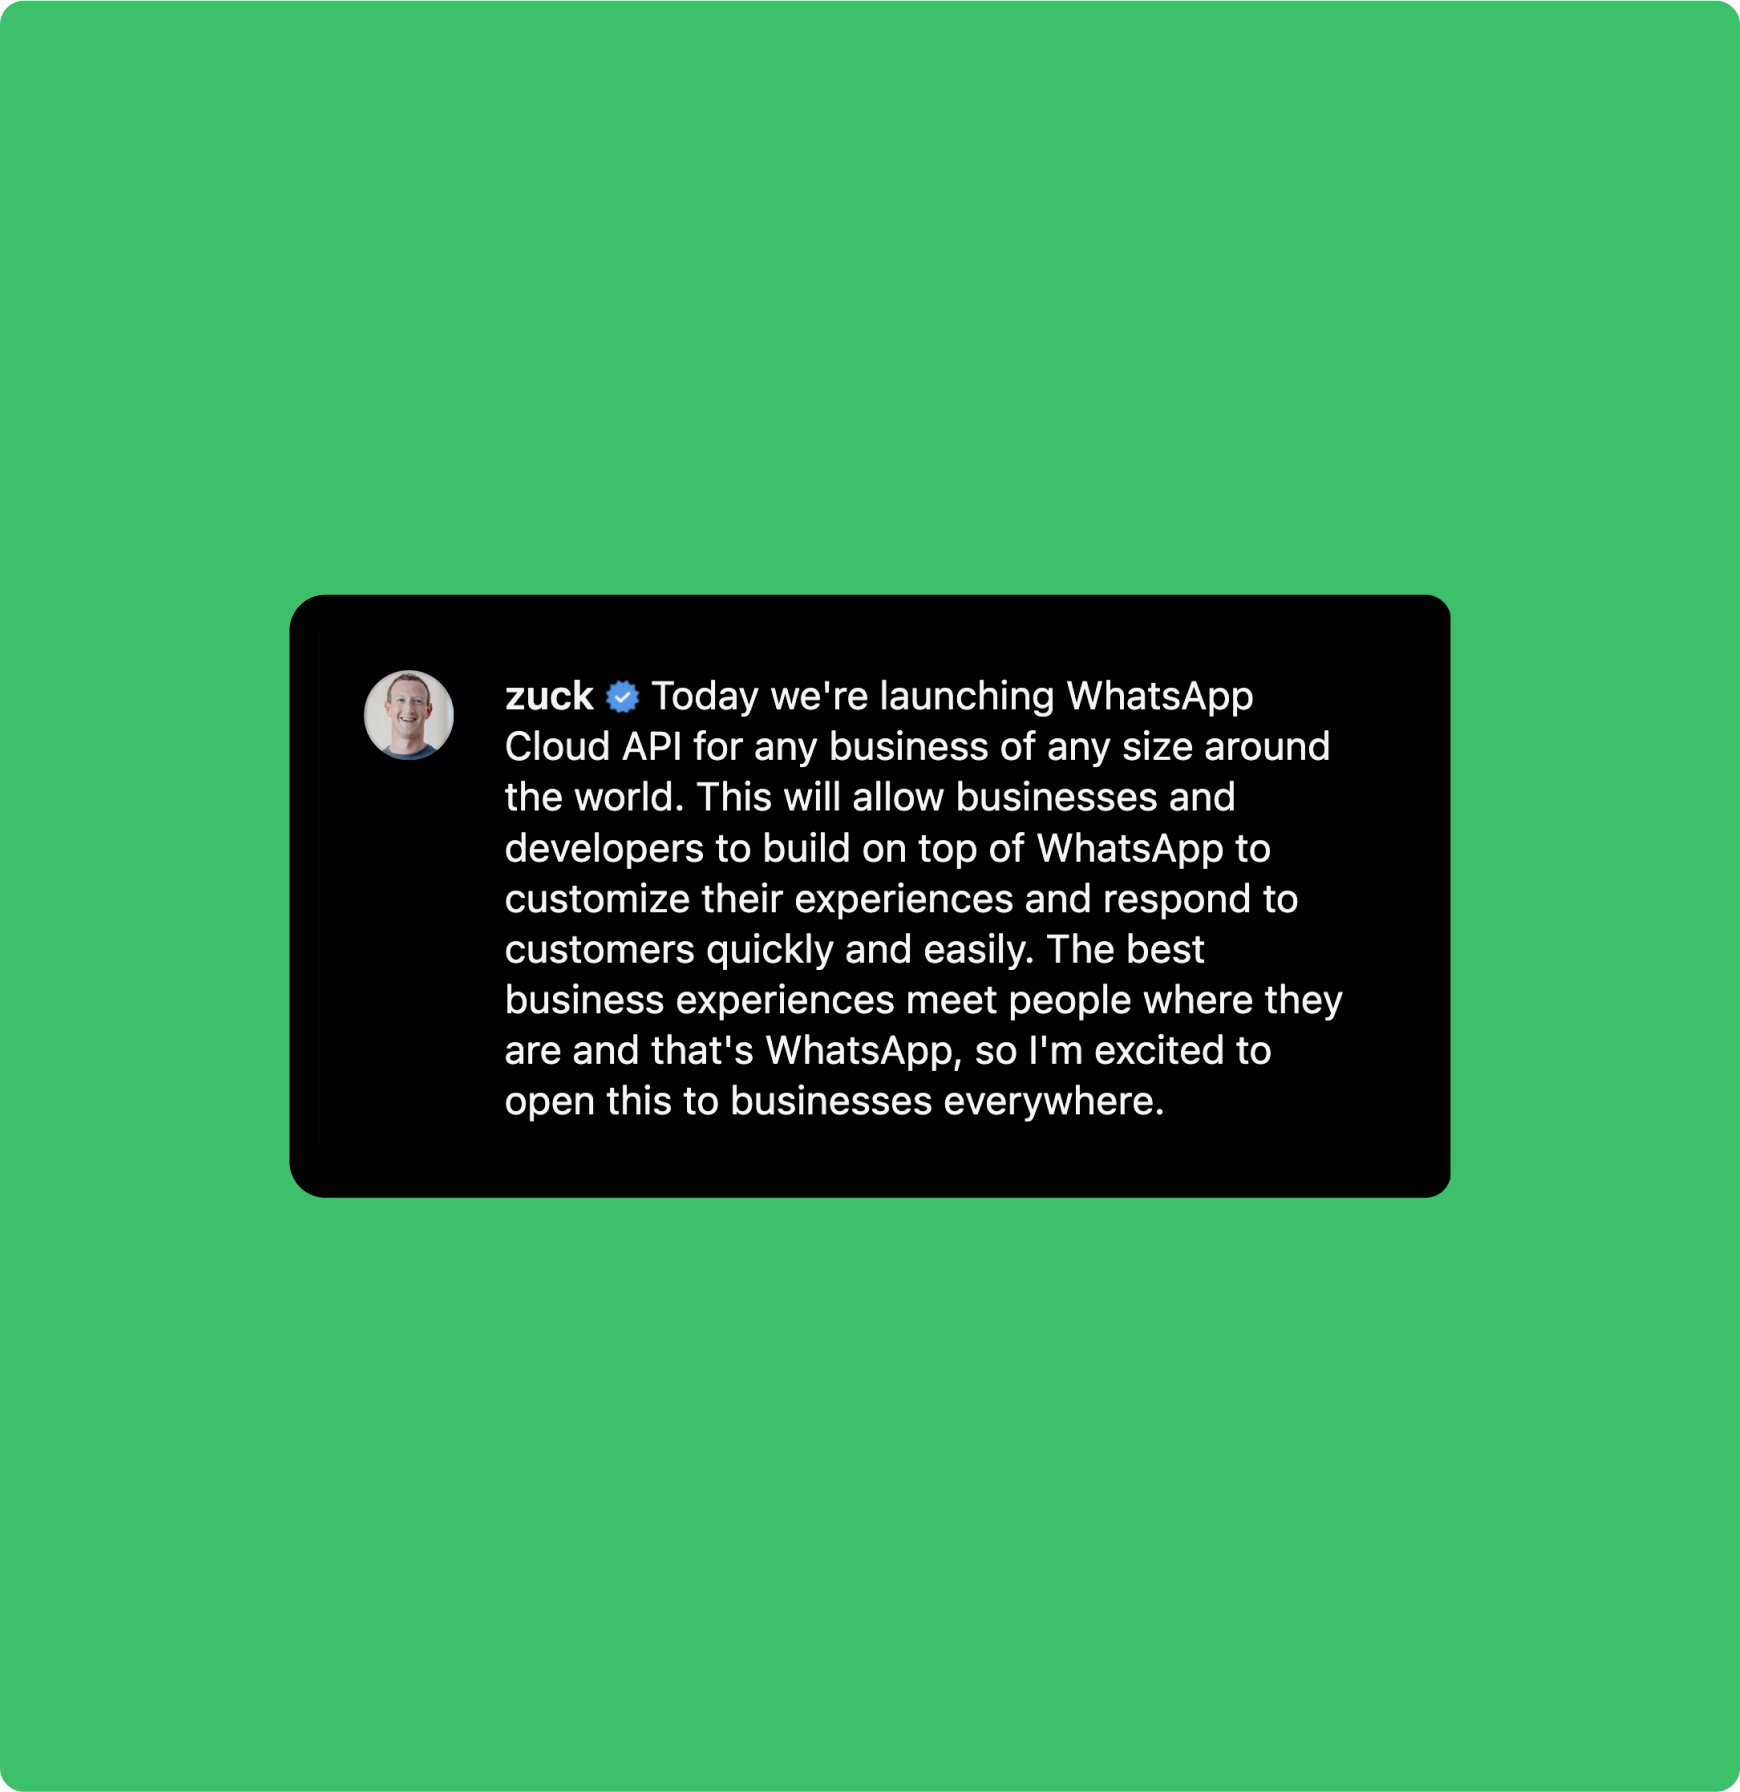 zuck Today we're launching WhatsApp
Cloud API for any business of any size around
the world. This will allow businesses and
developers to build on top of WhatsApp to
customize their experiences and respond to
customers quickly and easily. The best
business experiences meet people where they
are and that's WhatsApp, so I'm excited to
open this to businesses everywhere.